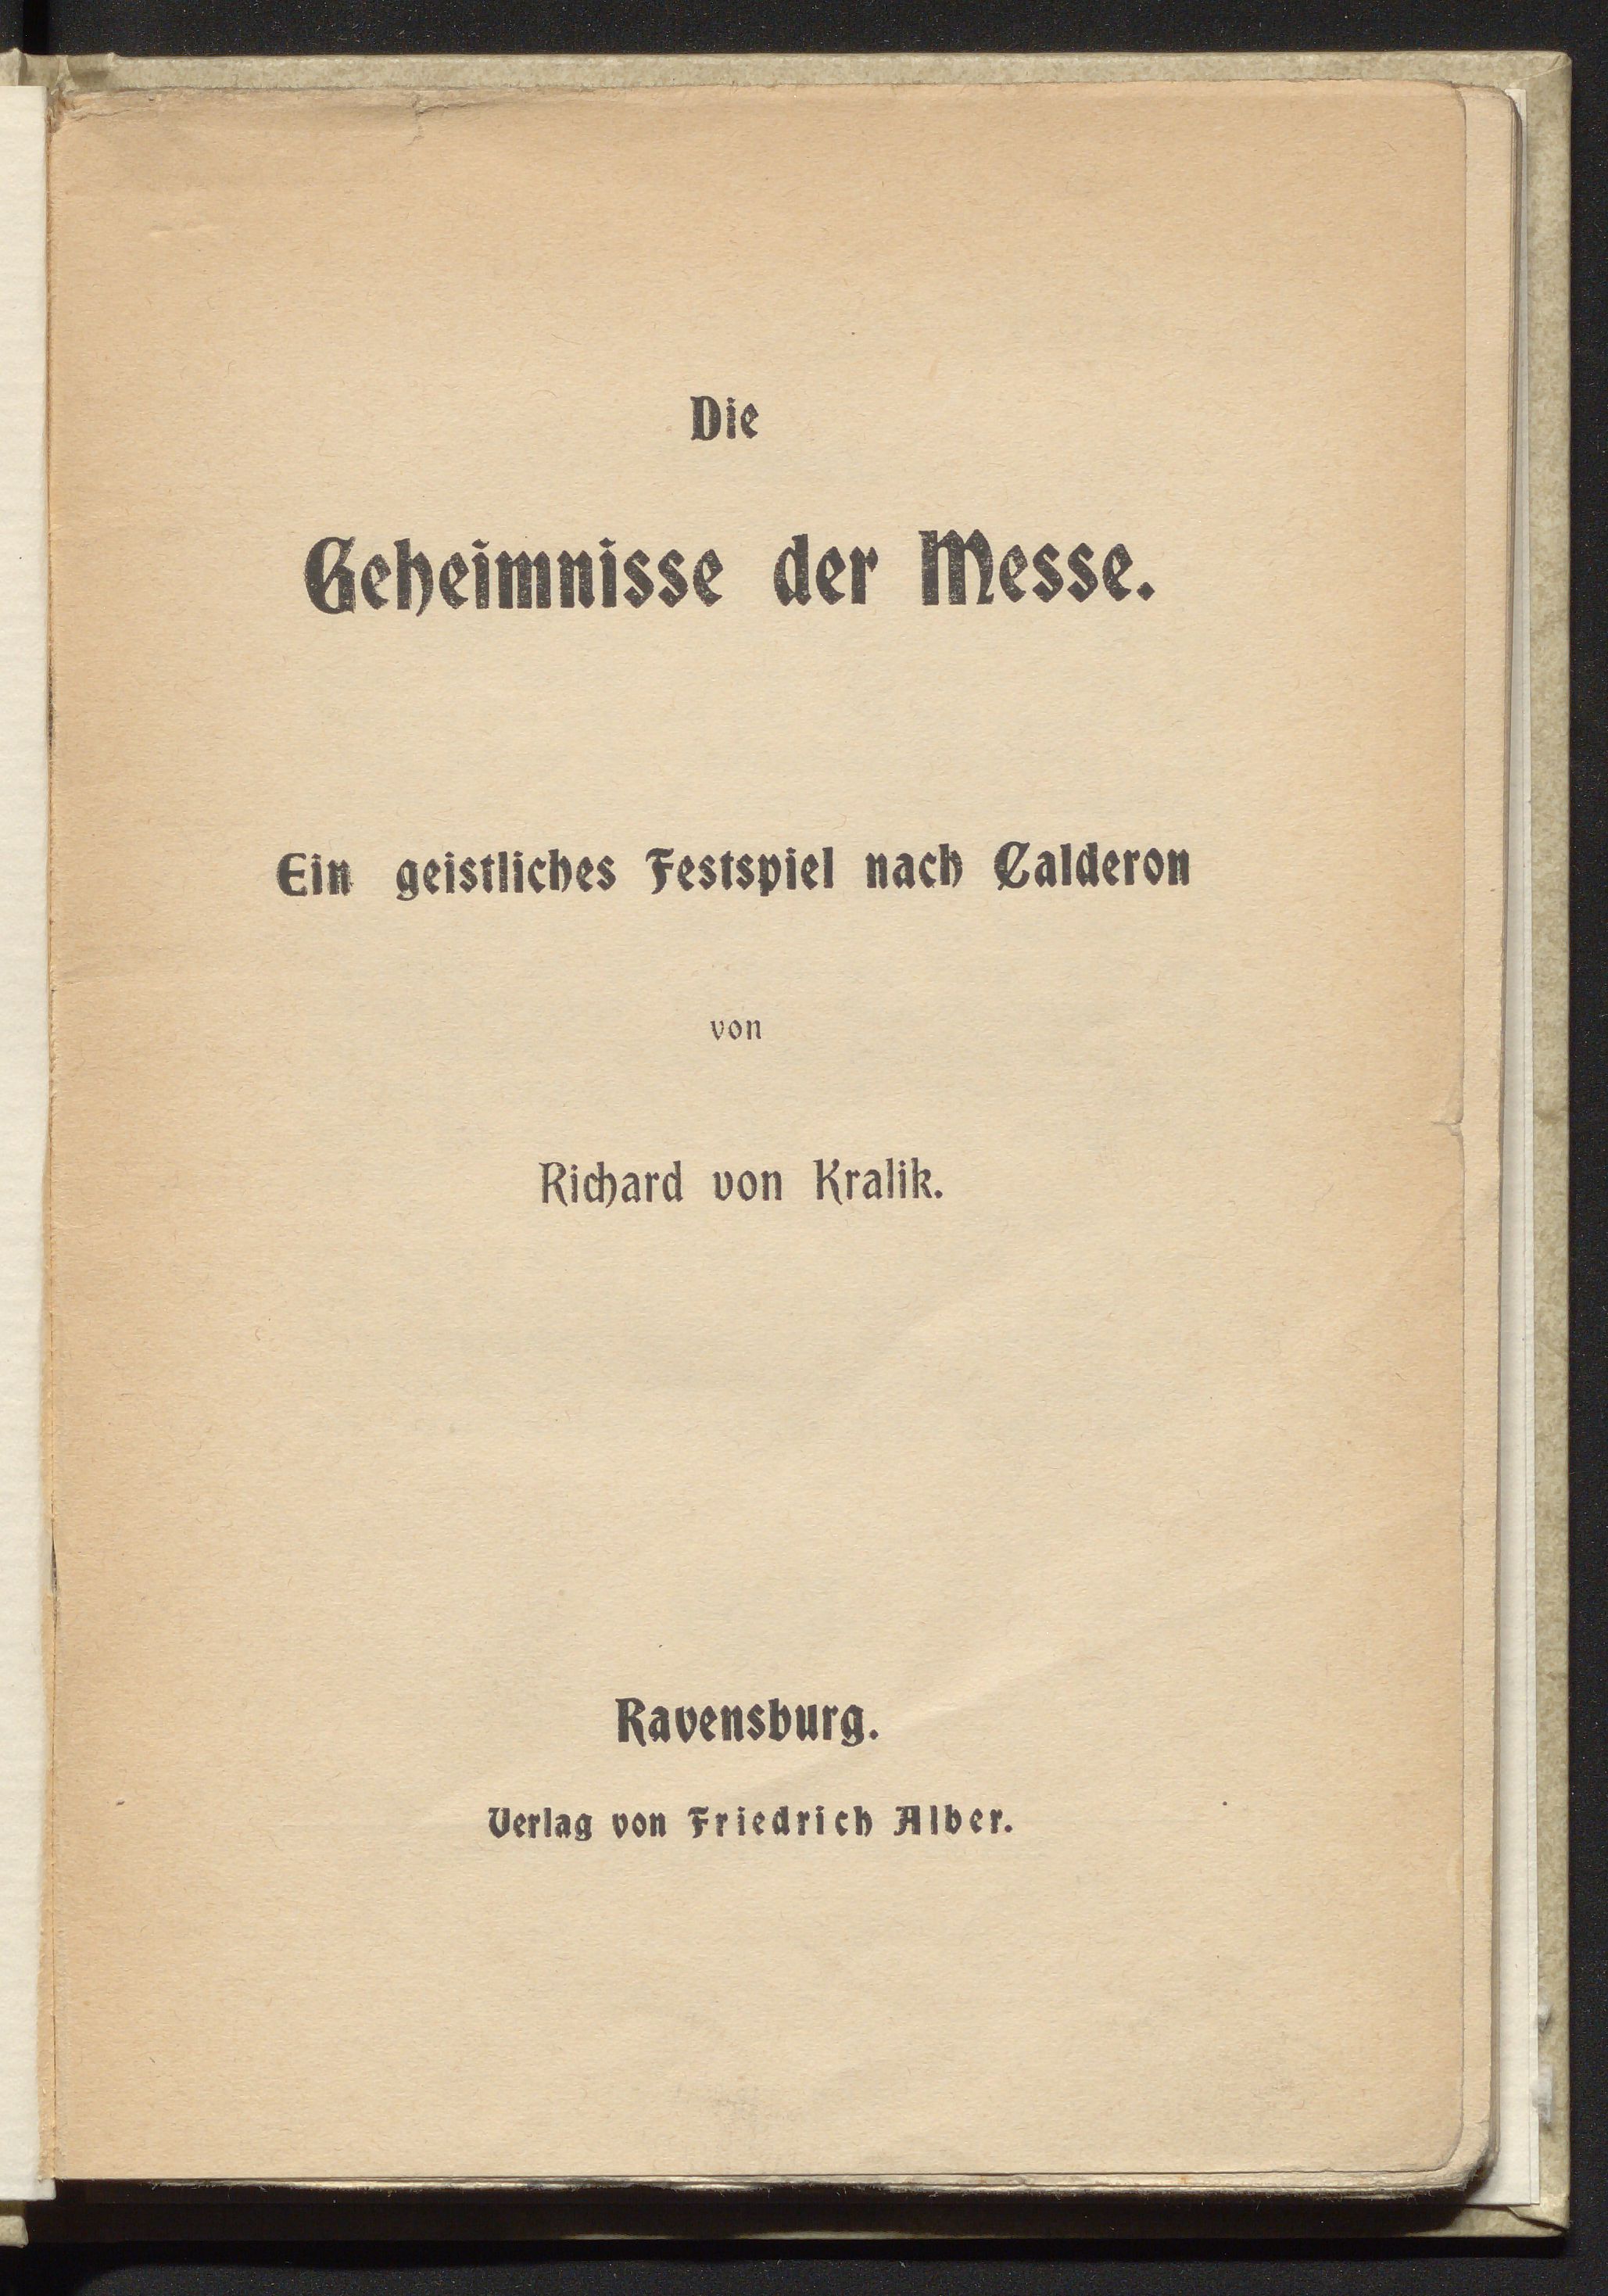 Die
Geheimnisse der Messe.
Ein geistliches Festspiel nach Calderon
von
Richard von Kralik.
Ravensburg.
Verlag von Friedrich Alber.